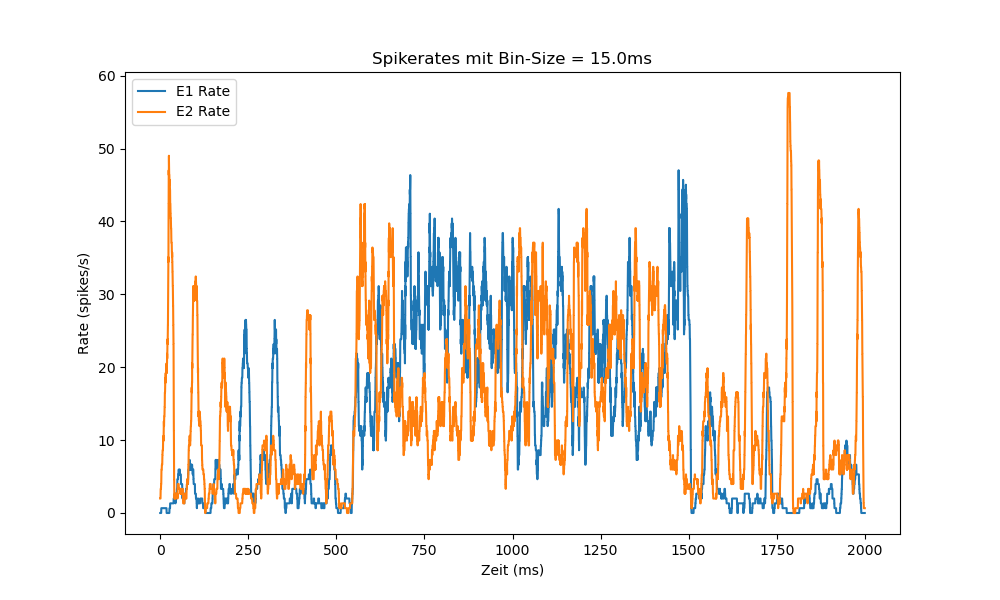 Spikerates mit Bin-Size = 15.0ms
E1 Rate
E2 Rate
Rate (spikes/s)
60
50
40
30
20
10
0
0 250 500 750 1000 1250 1500 1750 2000
Zeit (ms)